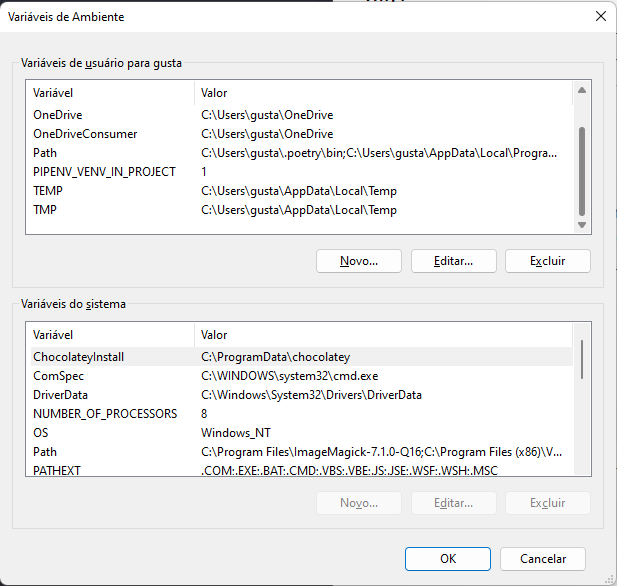 Variáveis de Ambiente
Variáveis de usuário para gusta
Variável Valor
OneDrive C:\Users\gusta\OneDrive
OneDriveConsumer C:\Users\gusta\OneDrive
Path C:\Users\gusta\.poetry\bin;C:\Users\gusta\AppData\Local\Progra...
PIPENV_VENV_IN_PROJECT 1
TEMP C:\Users\gusta\AppData\Local\Temp
TMP C:\Users\gusta\AppData\Local\Temp
Novo... Editar... Excluir
Variáveis do sistema
Variável Valor
ChocolateyInstall C:\ProgramData\chocolatey
ComSpec C:\WINDOWS\system32\cmd.exe
DriverData C:\Windows\System32\Drivers\DriverData
NUMBER_OF_PROCESSORS 8
OS Windows_NT
Path C:\Program Files\ImageMagick-7.1.0-Q16;C:\Program Files (x86)\V...
PATHEXT .COM;.EXE;.BAT;.CMD;.VBS;.VBE;.JS;.JSE;.WSF;.WSH;.MSC
Novo... Editar... Excluir
OK Cancelar